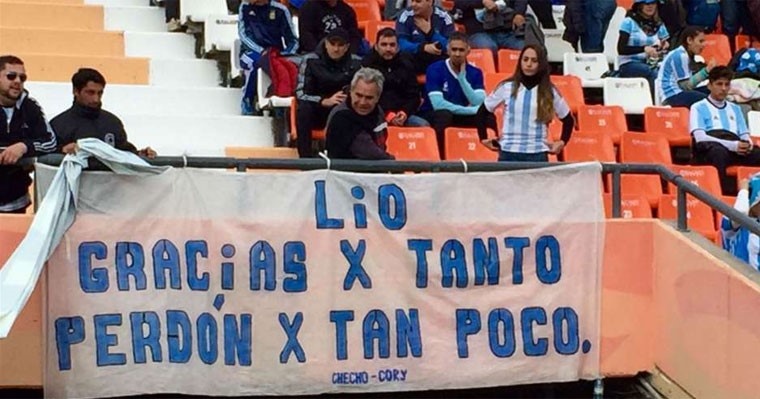 LiO
GRACiAS X TANTO
PERDÓN X TAN POCO.
CHECHO-CORY